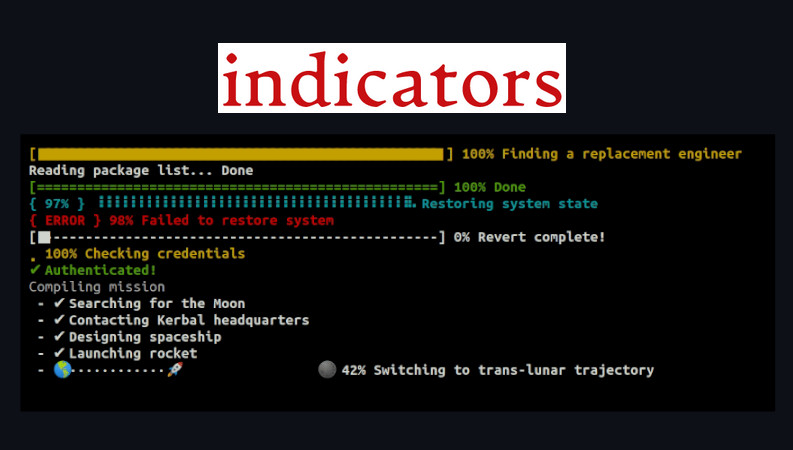 indicators
[████████████████████████████████████████] 100% Finding a replacement engineer
Reading package list... Done
[==================================================] 100% Done
{ 97% } ⣿⣿⣿⣿⣿⣿⣿⣿⣿⣿⣿⣿⣿⣿⣿⣿⣿⣿⣿⣿⣿⣿⣿⣿⣿⣿⣿⣿⣿⣿⣿⣿⣿⣿⣿⣿⣿⣿⣷. Restoring system state
{ ERROR } 98% Failed to restore system
[█-------------------------------------------------] 0% Revert complete!
. 100% Checking credentials
✔ Authenticated!
Compiling mission
- ✔ Searching for the Moon
- ✔ Contacting Kerbal headquarters
- ✔ Designing spaceship
- ✔ Launching rocket
- 🌎············🚀 🌑 42% Switching to trans-lunar trajectory